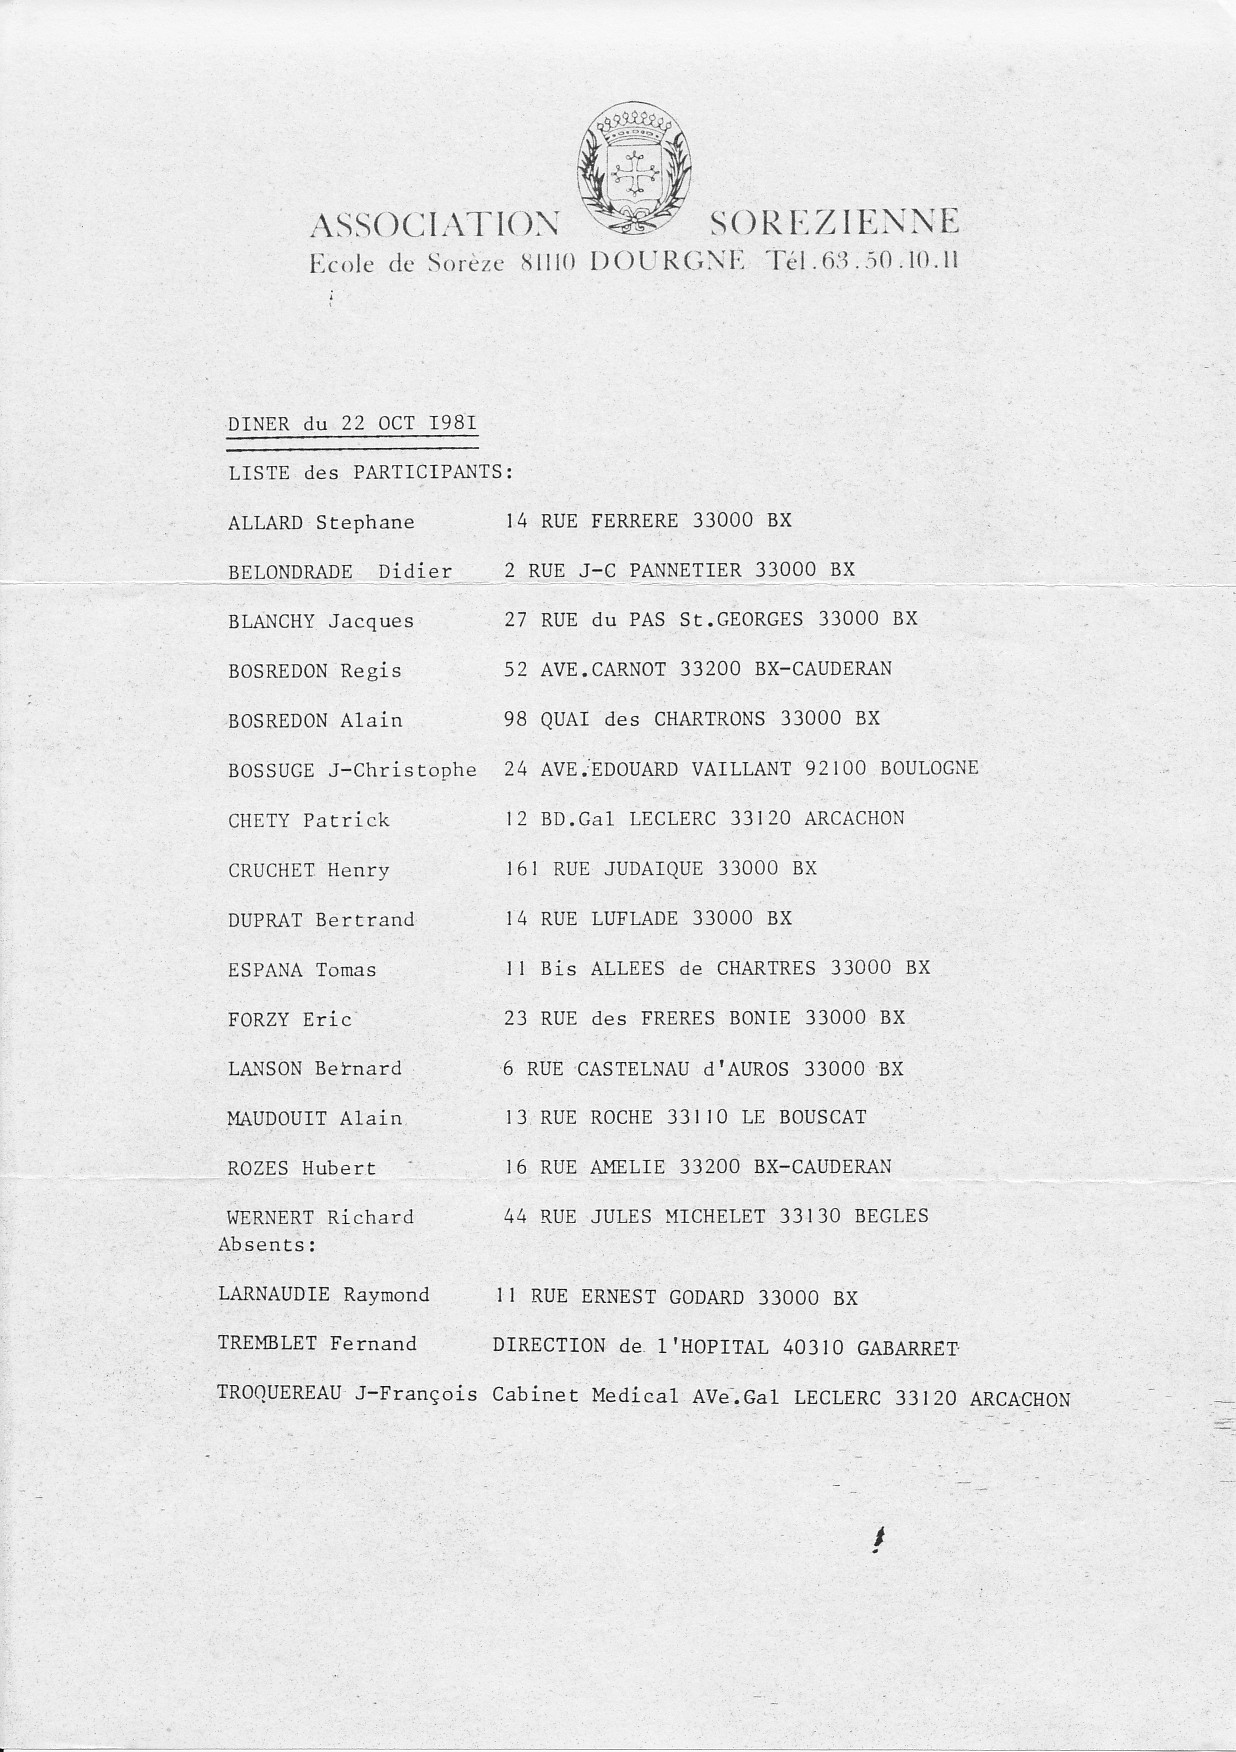 ASSOCIATION SOREZIENNE
Ecole de Sorèze 81110 DOURGNE Tél.63.50.10.11
DINER du 22 OCT I98I
LISTE des PARTICIPANTS:
ALLARD Stephane 14 RUE FERRERE 33000 BX
BELONDRADE Didier 2 RUE J-C PANNETIER 33000 BX
BLANCHY Jacques 27 RUE du PAS St.GEORGES 33000 BX
BOSREDON Regis 52 AVE.CARNOT 33200 BX-CAUDERAN
BOSREDON Alain 98 QUAI des CHARTRONS 33000 BX
BOSSUGE J-Christophe 24 AVE.EDOUARD VAILLANT 92100 BOULOGNE
CHETY Patrick 12 BD.Gal LECLERC 33120 ARCACHON
CRUCHET Henry 161 RUE JUDAIQUE 33000 BX
DUPRAT Bertrand 14 RUE LUFLADE 33000 BX
ESPANA Tomas 11 Bis ALLEES de CHARTRES 33000 BX
FORZY Eric 23 RUE des FRERES BONIE 33000 BX
LANSON Bernard 6 RUE CASTELNAU d'AUROS 33000 BX
MAUDOUIT Alain 13 RUE ROCHE 33110 LE BOUSCAT
ROZES Hubert 16 RUE AMELIE 33200 BX-CAUDERAN
WERNERT Richard 44 RUE JULES MICHELET 33130 BEGLES
Absents:
LARNAUDIE Raymond 11 RUE ERNEST GODARD 33000 BX
TREMBLET Fernand DIRECTION de l'HOPITAL 40310 GABARRET
TROQUEREAU J-François Cabinet Medical AVe.Gal LECLERC 33120 ARCACHON